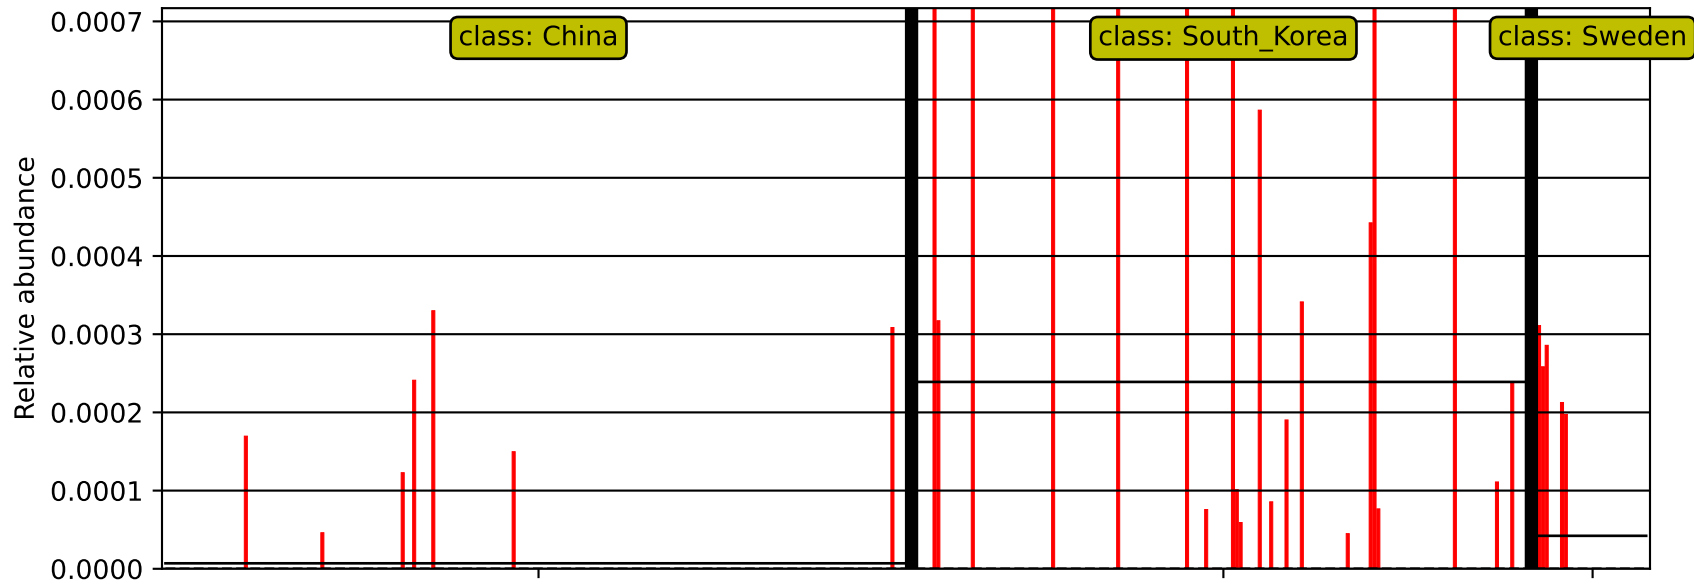 class: China
class: South_Korea
class: Sweden
Relative abundance
0.0007
0.0006
0.0005
0.0004
0.0003
0.0002
0.0001
0.0000